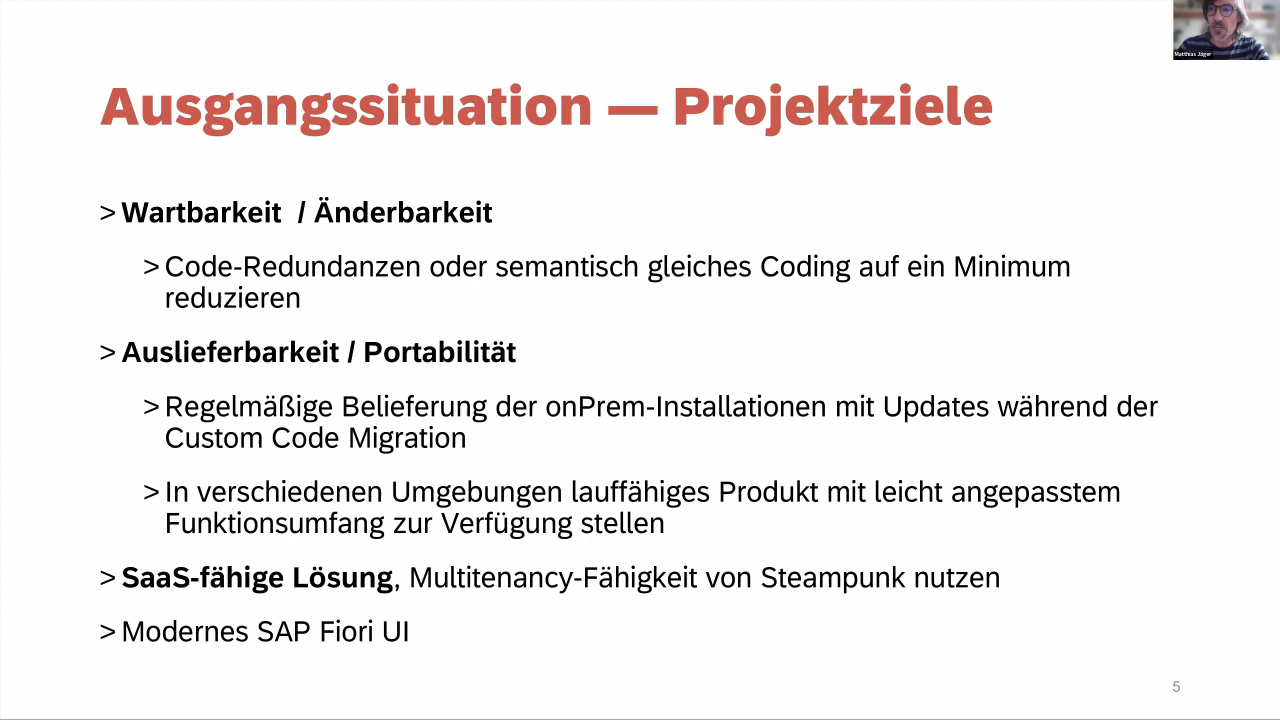 Matthias Jäger
Ausgangssituation — Projektziele
> Wartbarkeit / Änderbarkeit
> Code-Redundanzen oder semantisch gleiches Coding auf ein Minimum
reduzieren
> Auslieferbarkeit / Portabilität
> Regelmäßige Belieferung der onPrem-Installationen mit Updates während der
Custom Code Migration
> In verschiedenen Umgebungen lauffähiges Produkt mit leicht angepasstem
Funktionsumfang zur Verfügung stellen
> SaaS-fähige Lösung, Multitenancy-Fähigkeit von Steampunk nutzen
> Modernes SAP Fiori UI
5